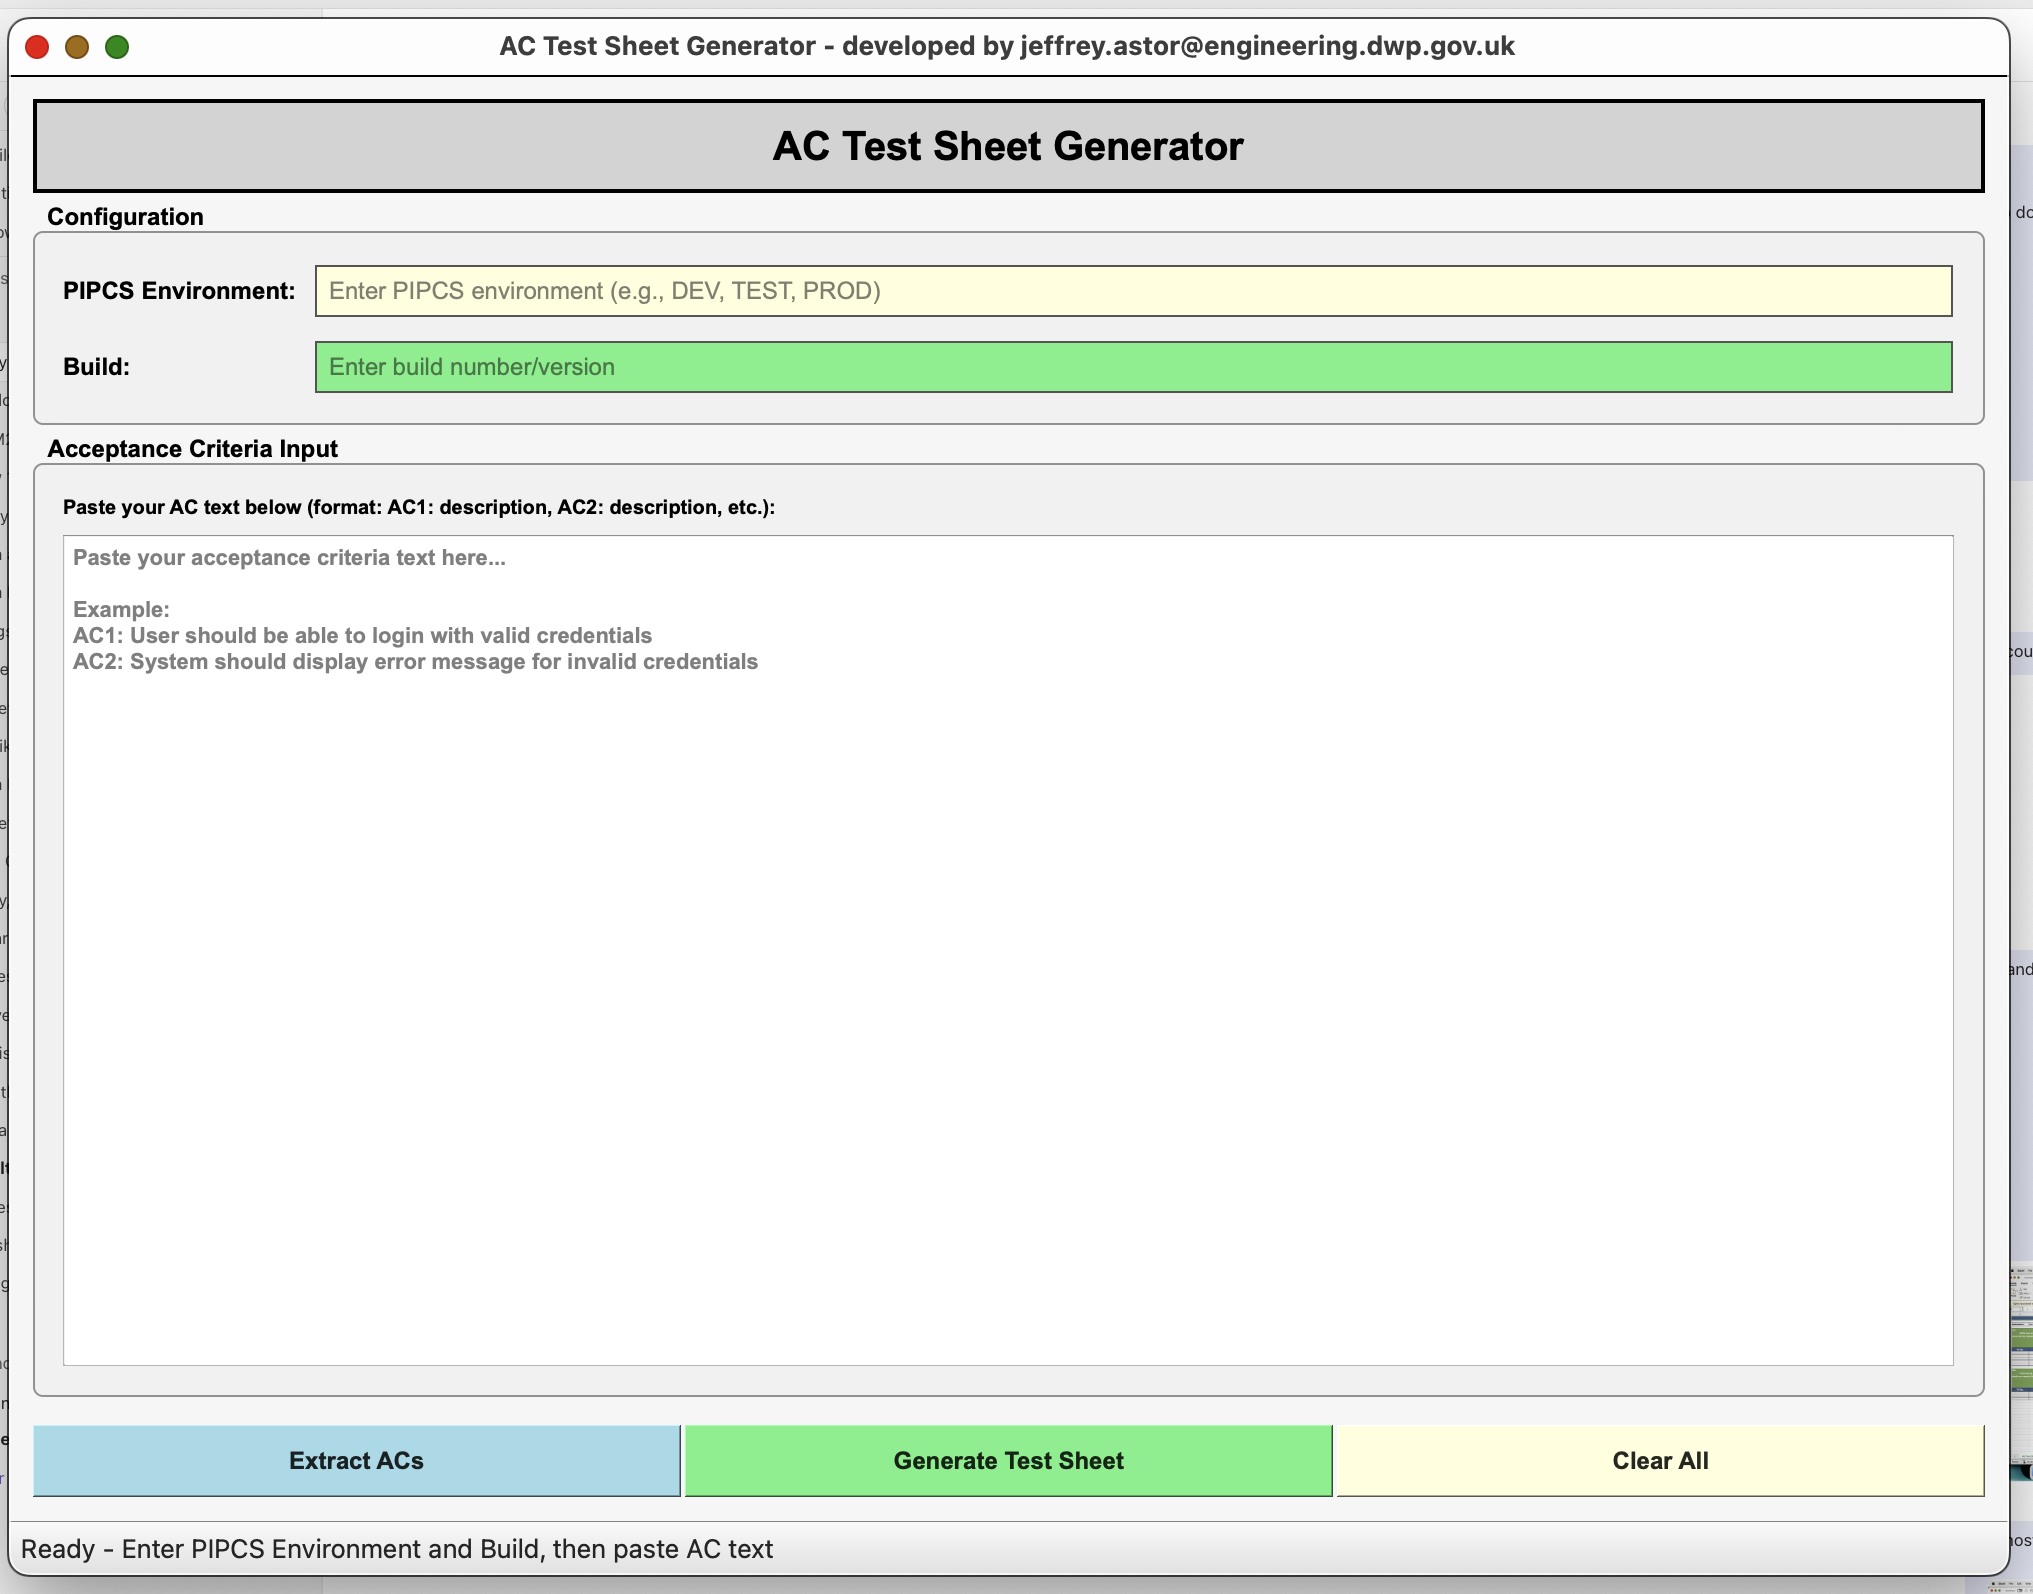 AC Test Sheet Generator - developed by jeffrey.astor@engineering.dwp.gov.uk
AC Test Sheet Generator
Configuration
PIPCS Environment:
Enter PIPCS environment (e.g., DEV, TEST, PROD)
Build:
Enter build number/version
Acceptance Criteria Input
Paste your AC text below (format: AC1: description, AC2: description, etc.):
Paste your acceptance criteria text here...
Example:
AC1: User should be able to login with valid credentials
AC2: System should display error message for invalid credentials
Extract ACs
Generate Test Sheet
Clear All
Ready - Enter PIPCS Environment and Build, then paste AC text